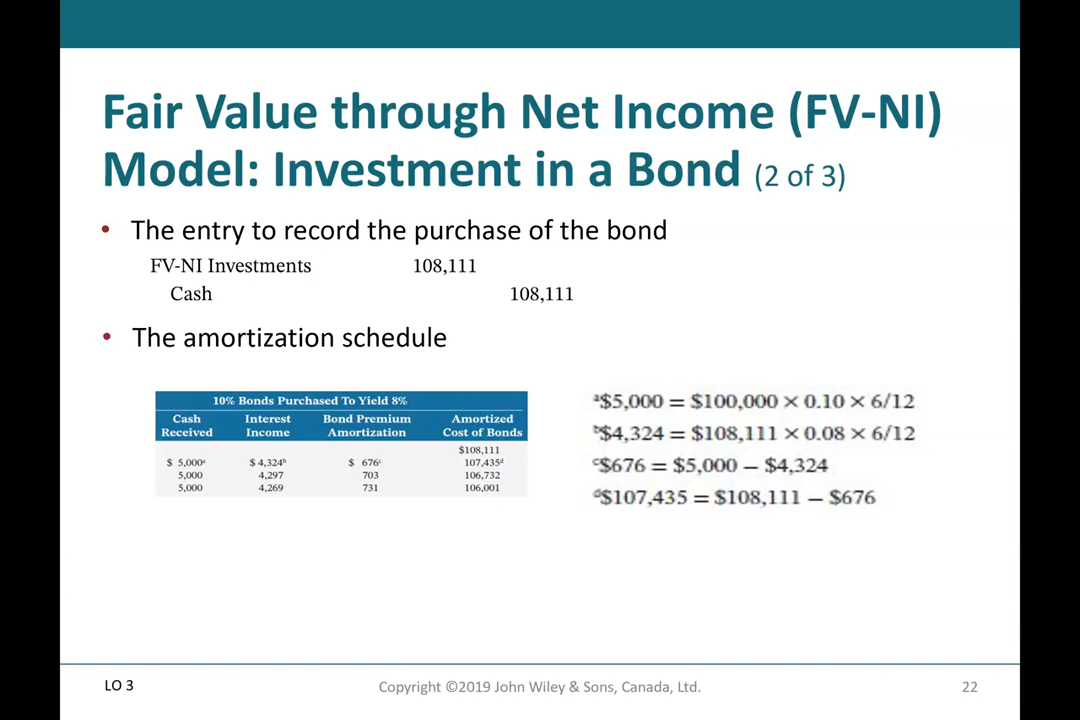 Fair Value through Net Income (FV-NI)
Model: Investment in a Bond (2 of 3)
• The entry to record the purchase of the bond
FV-NI Investments 108,111
Cash 108,111
• The amortization schedule
10% Bonds Purchased To Yield 8%
Cash Interest Bond Premium Amortized
Received Income Amortization Cost of Bonds
$108,111
$ 5,000ᵃ $ 4,324ᵇ $ 676ᶜ 107,435ᵈ
5,000 4,297 703 106,732
5,000 4,269 731 106,001
ᵃ$5,000 = $100,000 × 0.10 × 6/12
ᵇ$4,324 = $108,111 × 0.08 × 6/12
ᶜ$676 = $5,000 − $4,324
ᵈ$107,435 = $108,111 − $676
LO 3 Copyright ©2019 John Wiley & Sons, Canada, Ltd. 22